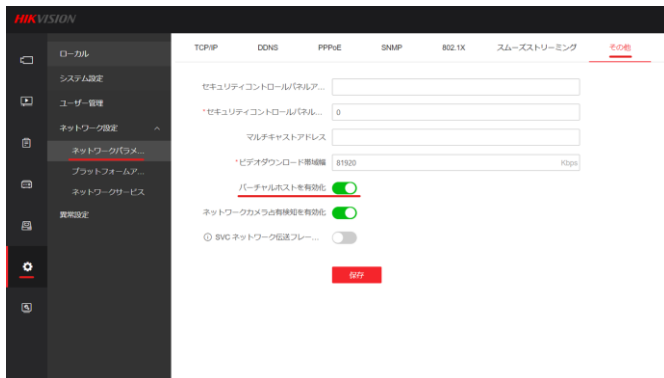 HIKVISION
ローカル
システム設定
ユーザー管理
ネットワーク設定
ネットワークパラメ...
プラットフォームア...
ネットワークサービス
異常設定
TCP/IP DDNS PPPoE SNMP 802.1X スムーズストリーミング その他
セキュリティコントロールパネルア...
*セキュリティコントロールパネル... 0
マルチキャストアドレス
*ビデオダウンロード帯域幅 81920 Kbps
バーチャルホストを有効化
ネットワークカメラ占有検知を有効化
SVC ネットワーク伝送フレー...
保存